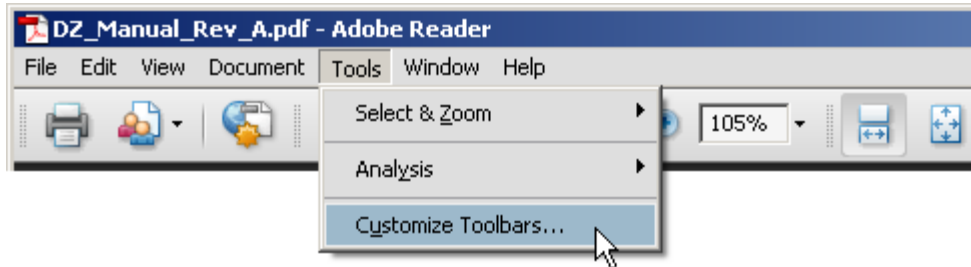 DZ_Manual_Rev_A.pdf - Adobe Reader
File Edit View Document Tools Window Help
Select & Zoom
105%
Analysis
Customize Toolbars...